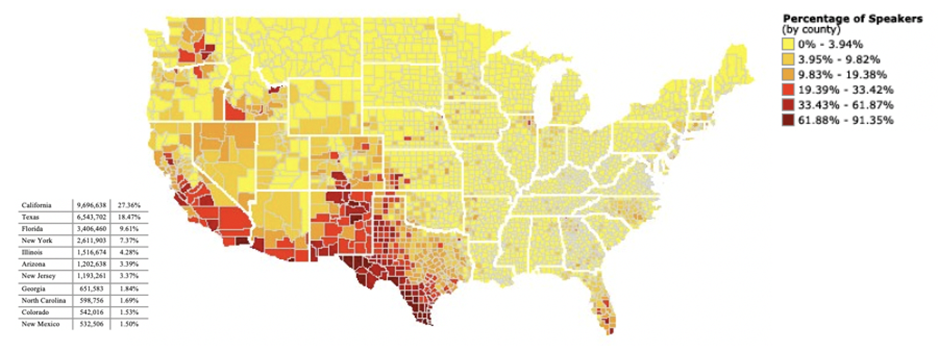 Percentage of Speakers
(by county)
0% - 3.94%
3.95% - 9.82%
9.83% - 19.38%
19.39% - 33.42%
33.43% - 61.87%
61.88% - 91.35%
California 9,696,638 27.36%
Texas 6,543,702 18.47%
Florida 3,406,460 9.61%
New York 2,611,903 7.37%
Illinois 1,516,674 4.28%
Arizona 1,202,638 3.39%
New Jersey 1,193,261 3.37%
Georgia 651,583 1.84%
North Carolina 598,756 1.69%
Colorado 542,016 1.53%
New Mexico 532,506 1.50%